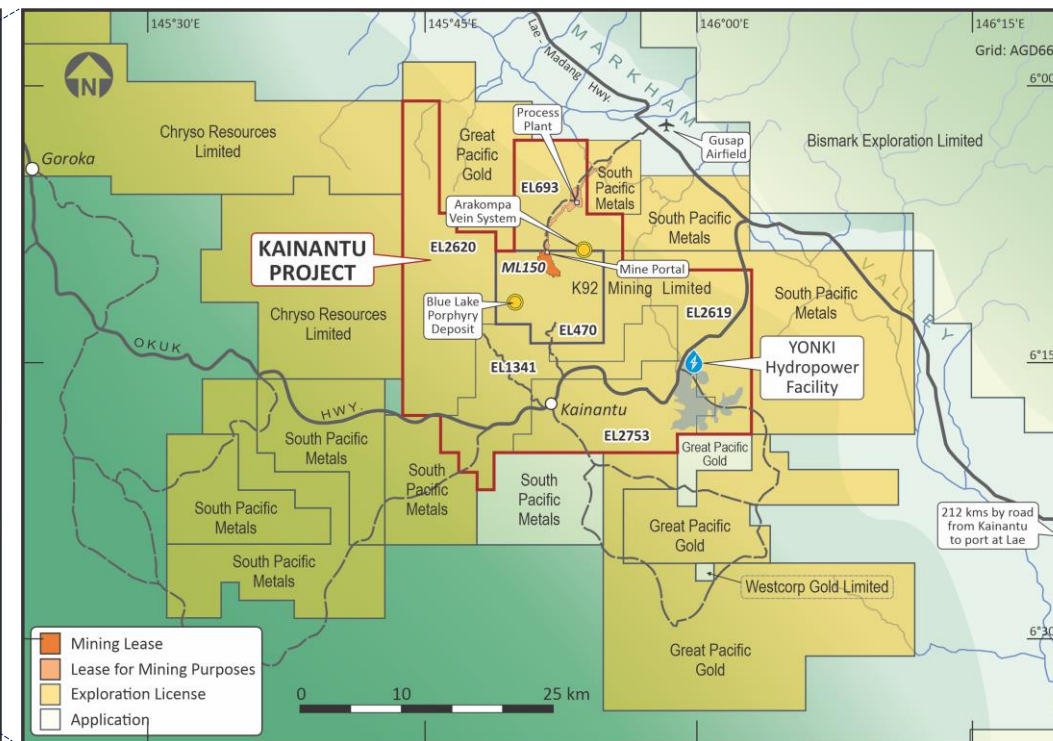 145°30'E
145°45'E
146°00'E
146°15'E
Grid: AGD66
6°00
6°15
6°30
N
MARKHAM
VALLEY
Lae - Madang Hwy.
Goroka
Chryso Resources
Limited
Great
Pacific
Gold
Process
Plant
Gusap
Airfield
Bismark Exploration Limited
EL693
South
Pacific
Metals
Arakompa
Vein System
South Pacific
Metals
KAINANTU
PROJECT
EL2620
ML150
Mine Portal
K92 Mining Limited
South Pacific
Metals
Chryso Resources
Limited
Blue Lake
Porphyry
Deposit
EL470
EL2619
YONKI
Hydropower
Facility
OKUK
HWY.
EL1341
Kainantu
EL2753
South Pacific
Metals
South
Pacific
Metals
South
Pacific
Metals
Great Pacific
Gold
South Pacific
Metals
South Pacific
Metals
Great Pacific
Gold
212 kms by road
from Kainantu
to port at Lae
Westcorp Gold Limited
Great Pacific
Gold
Mining Lease
Lease for Mining Purposes
Exploration License
Application
0
10
25 km